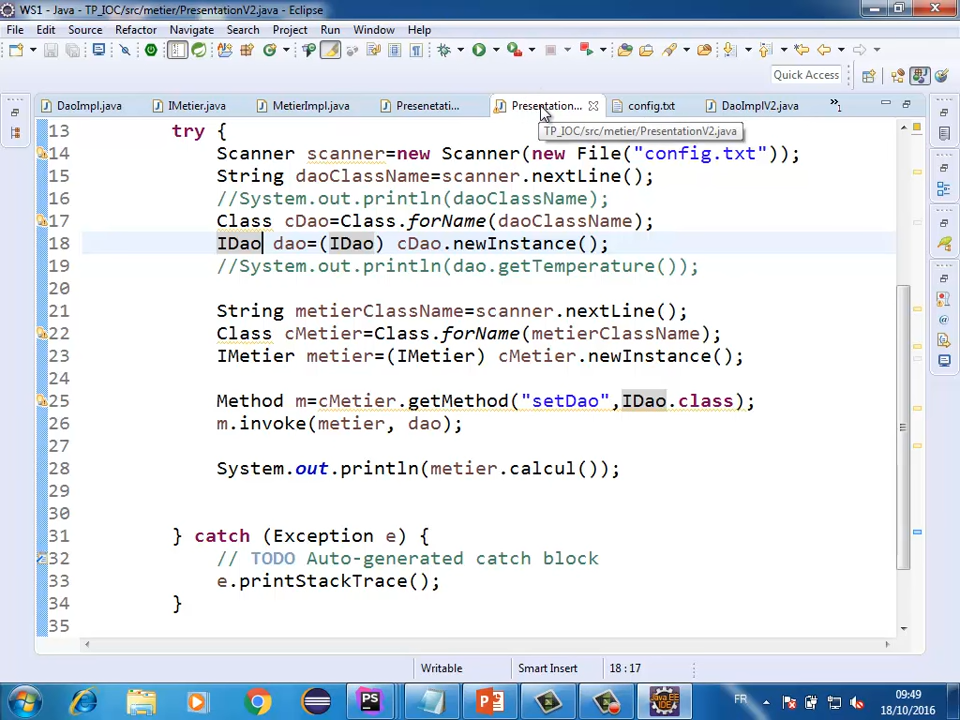 WS1 - Java - TP_IOC/src/metier/PresentationV2.java - Eclipse
File Edit Source Refactor Navigate Search Project Run Window Help
Quick Access
DaoImpl.java IMetier.java MetierImpl.java Presenetati... Presentation... config.txt DaoImplV2.java »1
TP_IOC/src/metier/PresentationV2.java
13 try {
14 Scanner scanner=new Scanner(new File("config.txt"));
15 String daoClassName=scanner.nextLine();
16 //System.out.println(daoClassName);
17 Class cDao=Class.forName(daoClassName);
18 IDao dao=(IDao) cDao.newInstance();
19 //System.out.println(dao.getTemperature());
20
21 String metierClassName=scanner.nextLine();
22 Class cMetier=Class.forName(metierClassName);
23 IMetier metier=(IMetier) cMetier.newInstance();
24
25 Method m=cMetier.getMethod("setDao",IDao.class);
26 m.invoke(metier, dao);
27
28 System.out.println(metier.calcul());
29
30
31 } catch (Exception e) {
32 // TODO Auto-generated catch block
33 e.printStackTrace();
34 }
35
Writable Smart Insert 18 : 17
PS Java EE IDE FR 09:49
18/10/2016